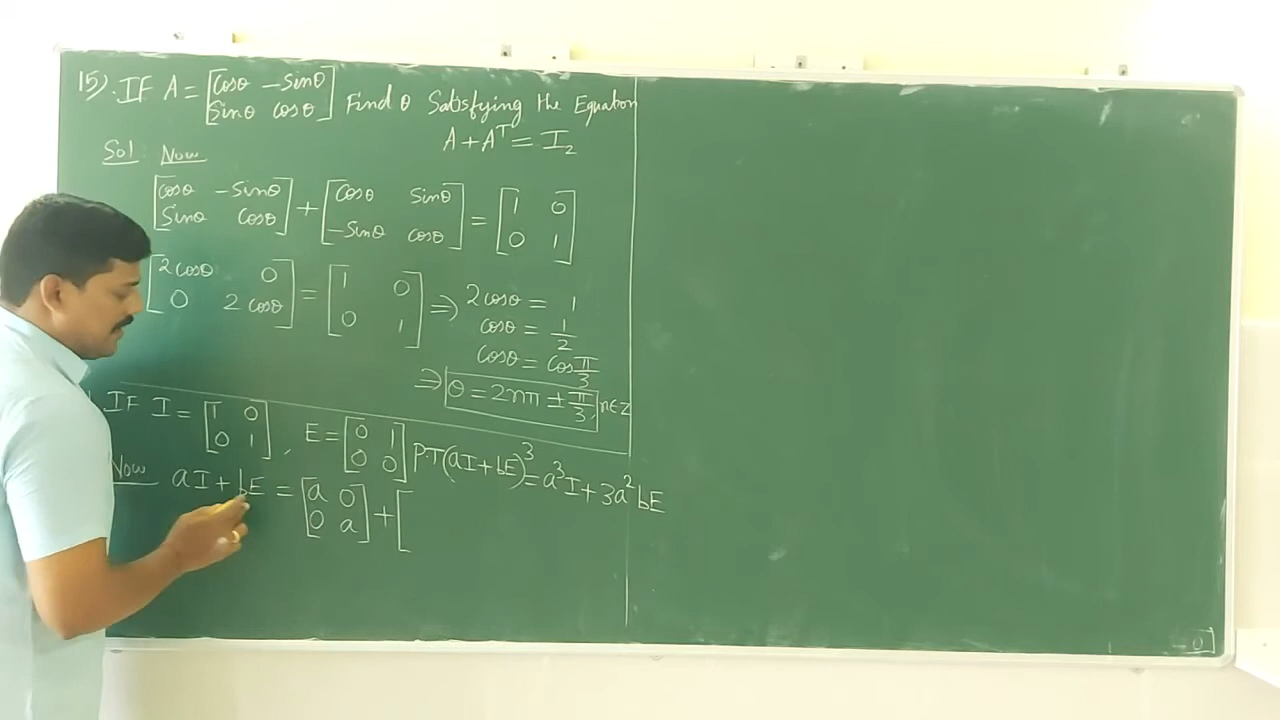 15). IF A = [cosθ -sinθ
sinθ cosθ] Find θ Satisfying the Equation
A + Aᵀ = I₂
Sol Now
[cosθ -sinθ
sinθ cosθ] + [cosθ sinθ
-sinθ cosθ] = [1 0
0 1]
[2cosθ 0
0 2cosθ] = [1 0
0 1] ⇒ 2cosθ = 1
cosθ = 1/2
cosθ = cos π/3
⇒ θ = 2nπ ± π/3, n∈Z
IF I = [1 0
0 1], E = [0 1
0 0] P.T (aI + bE)³ = a³I + 3a²bE
Now aI + bE = [a 0
0 a] + [